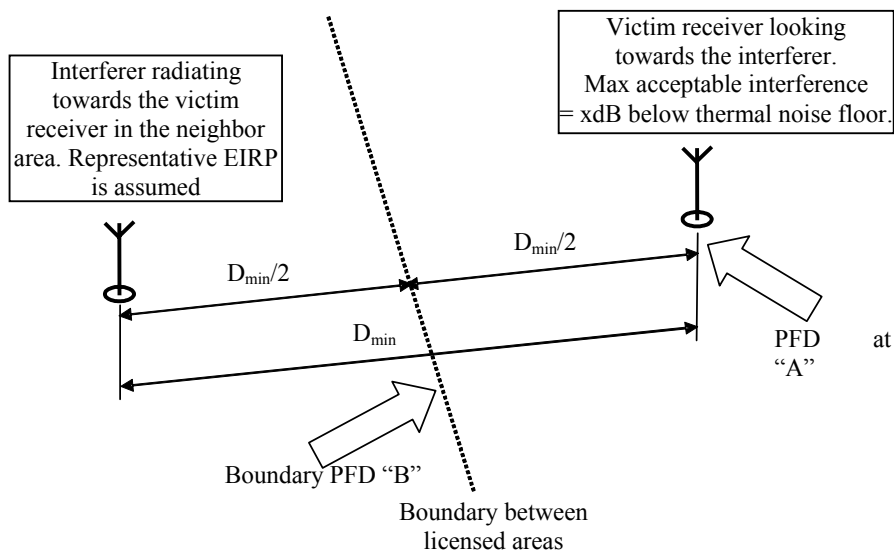 Interferer radiating
towards the victim
receiver in the neighbor
area. Representative EIRP
is assumed
Victim receiver looking
towards the interferer.
Max acceptable interference
= xdB below thermal noise floor.
Dmin/2
Dmin/2
Dmin
PFD at
“A”
Boundary PFD “B”
Boundary between
licensed areas